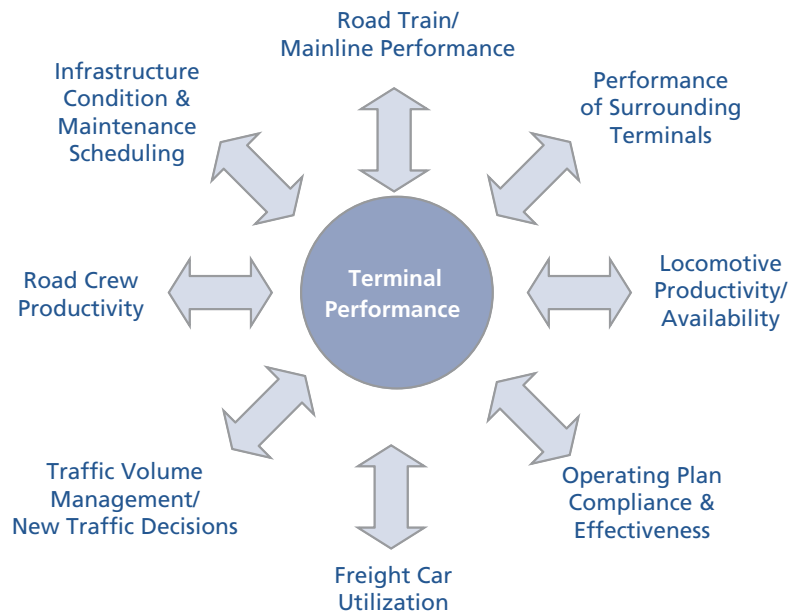 Road Train/
Mainline Performance
Infrastructure
Condition &
Maintenance
Scheduling
Performance
of Surrounding
Terminals
Road Crew
Productivity
Terminal
Performance
Locomotive
Productivity/
Availability
Traffic Volume
Management/
New Traffic Decisions
Operating Plan
Compliance &
Effectiveness
Freight Car
Utilization